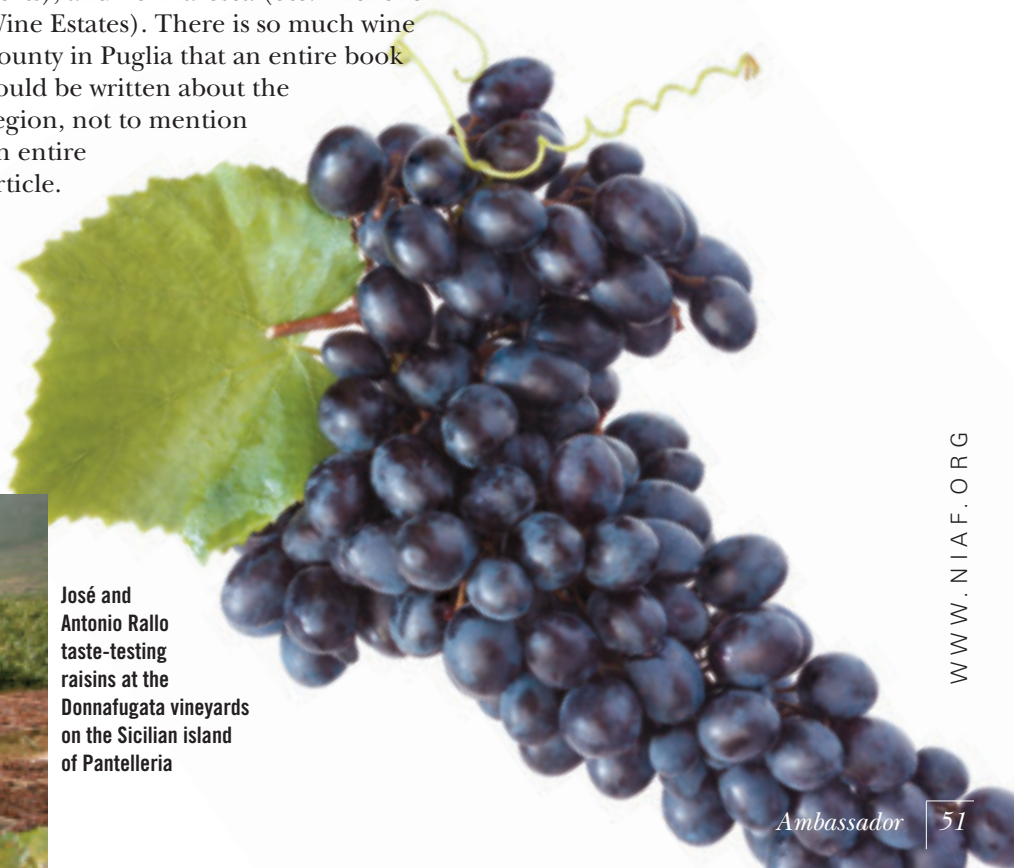 Wine Estates). There is so much wine
ounty in Puglia that an entire book
ould be written about the
egion, not to mention
n entire
rticle.
José and
Antonio Rallo
taste-testing
raisins at the
Donnafugata vineyards
on the Sicilian island
of Pantelleria
WWW.NIAF.ORG
Ambassador 51